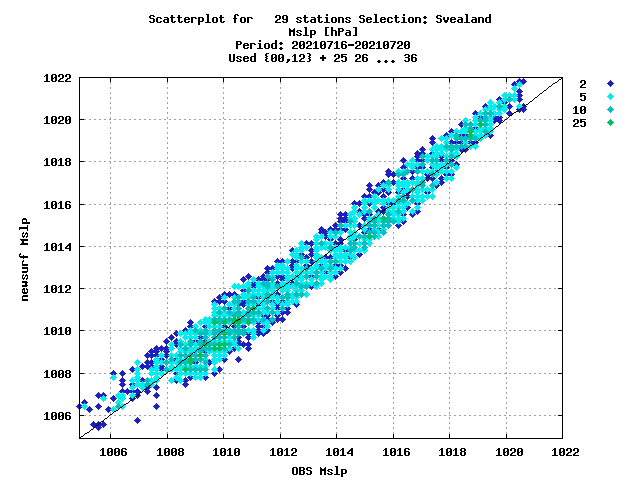 Scatterplot for   29 stations Selection: Svealand
Mslp [hPa]
Period: 20210716-20210720
Used {00,12} + 25 26 ... 36
1022
1020
1018
1016
1014
1012
1010
1008
1006
newsurf Mslp
2
5
10
25
1006 1008 1010 1012 1014 1016 1018 1020 1022
OBS Mslp